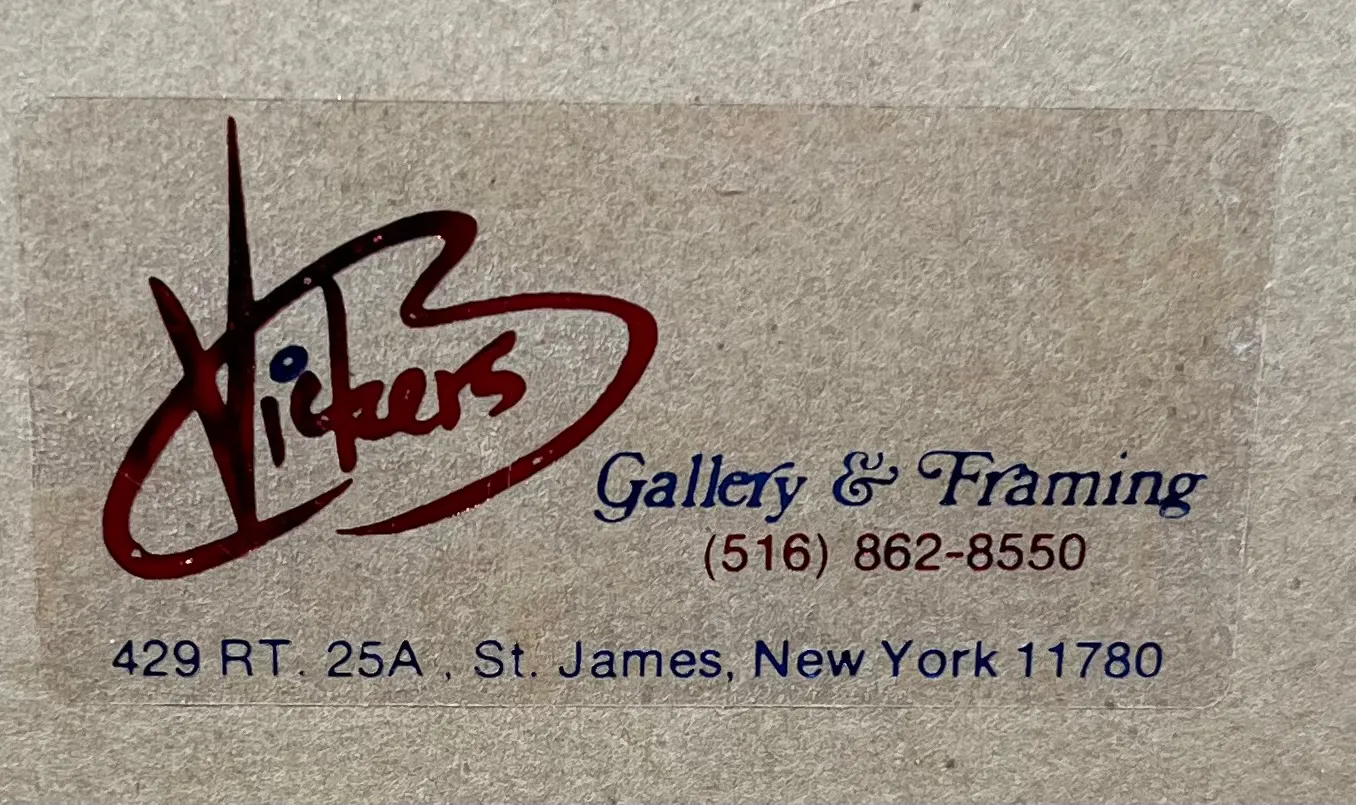 Vickers
Gallery & Framing
(516) 862-8550
429 RT. 25A , St. James, New York 11780